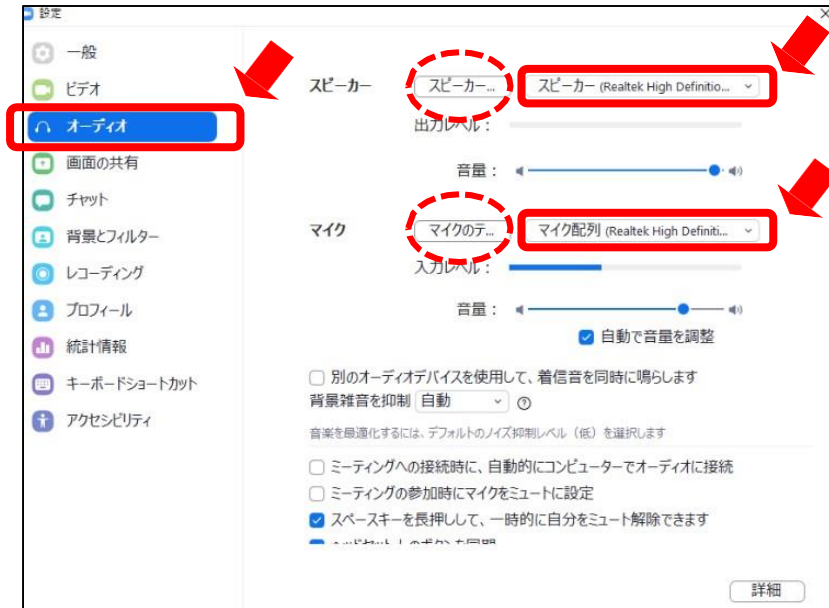 設定
一般
ビデオ
オーディオ
画面の共有
チャット
背景とフィルター
レコーディング
プロフィール
統計情報
キーボードショートカット
アクセシビリティ
スピーカー スピーカー... スピーカー (Realtek High Definitio...
出力レベル：
音量：
マイク マイクのテ... マイク配列 (Realtek High Definiti...
入力レベル：
音量：
自動で音量を調整
別のオーディオデバイスを使用して、着信音を同時に鳴らします
背景雑音を抑制 自動
音楽を最適化するには、デフォルトのノイズ抑制レベル（低）を選択します
ミーティングへの接続時に、自動的にコンピューターでオーディオに接続
ミーティングの参加時にマイクをミュートに設定
スペースキーを長押しして、一時的に自分をミュート解除できます
詳細